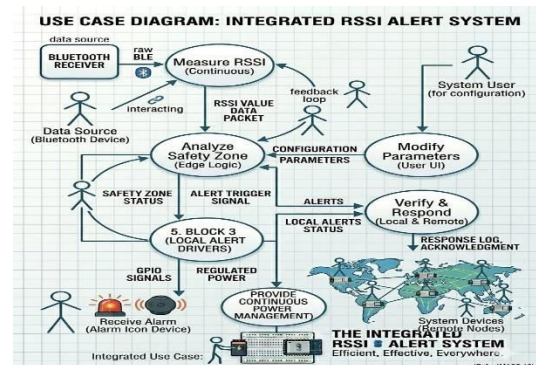 USE CASE DIAGRAM: INTEGRATED RSSI ALERT SYSTEM
data source
BLUETOOTH
RECEIVER
raw
BLE
Measure RSSI
(Continuous)
interacting
Data Source
(Bluetooth Device)
RSSI VALUE
DATA
PACKET
feedback
loop
System User
(for configuration)
Analyze
Safety Zone
(Edge Logic)
CONFIGURATION
PARAMETERS
Modify
Parameters
(User UI)
SAFETY ZONE
STATUS
ALERT TRIGGER
SIGNAL
ALERTS
LOCAL ALERTS
STATUS
Verify &
Respond
(Local & Remote)
5. BLOCK 3
(LOCAL ALERT
DRIVERS)
RESPONSE LOG,
ACKNOWLEDGMENT
GPIO
SIGNALS
REGULATED
POWER
Receive Alarm
(Alarm Icon Device)
PROVIDE
CONTINUOUS
POWER
MANAGEMENT
System Devices
(Remote Nodes)
Integrated Use Case:
THE INTEGRATED
RSSI ALERT SYSTEM
Efficient, Effective, Everywhere.